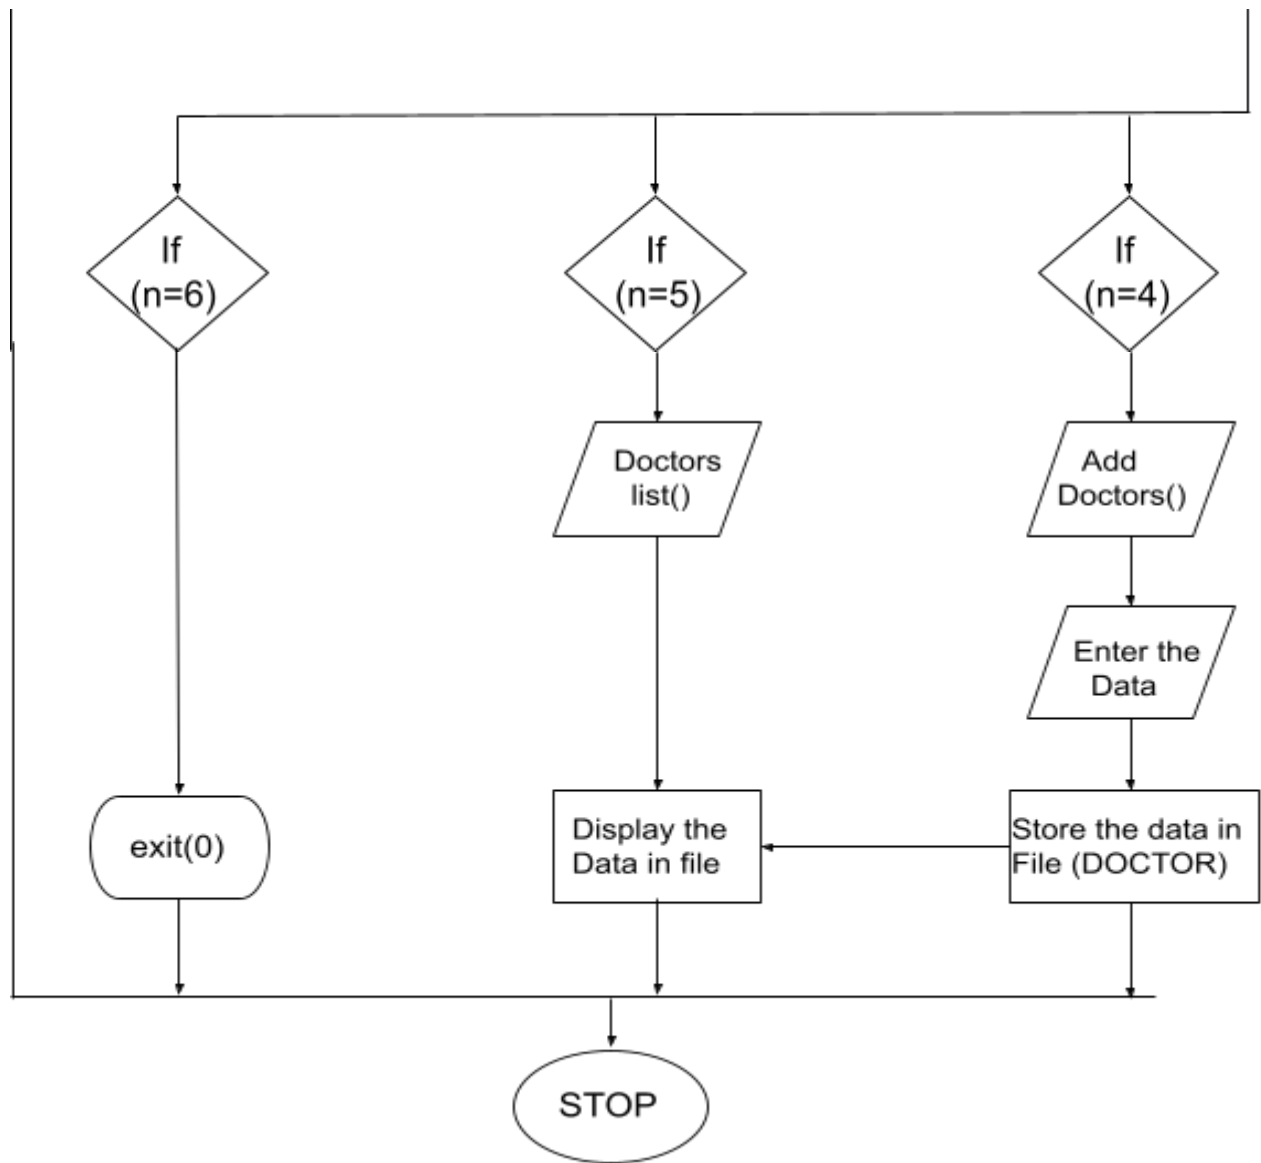 If
(n=6)
If
(n=5)
If
(n=4)
Doctors
list()
Add
Doctors()
Enter the
Data
exit(0)
Display the
Data in file
Store the data in
File (DOCTOR)
STOP